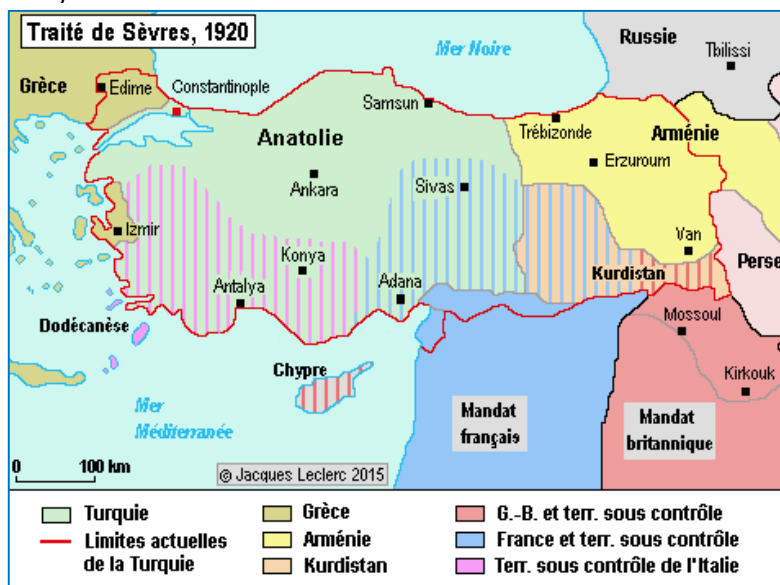 Traité de Sèvres, 1920
Mer Noire
Russie
Tbilissi
Grèce
Edime
Constantinople
Samsun
Trébizonde
Arménie
Anatolie
Erzuroum
Ankara
Sivas
Izmir
Van
Konya
Kurdistan
Perse
Antalya
Adana
Dodécanèse
Mossoul
Chypre
Kirkouk
Mer
Méditerranée
Mandat
français
Mandat
britannique
0 100 km
© Jacques Leclerc 2015
Turquie
Grèce
G.-B. et terr. sous contrôle
Limites actuelles
de la Turquie
Arménie
France et terr. sous contrôle
Kurdistan
Terr. sous contrôle de l'Italie